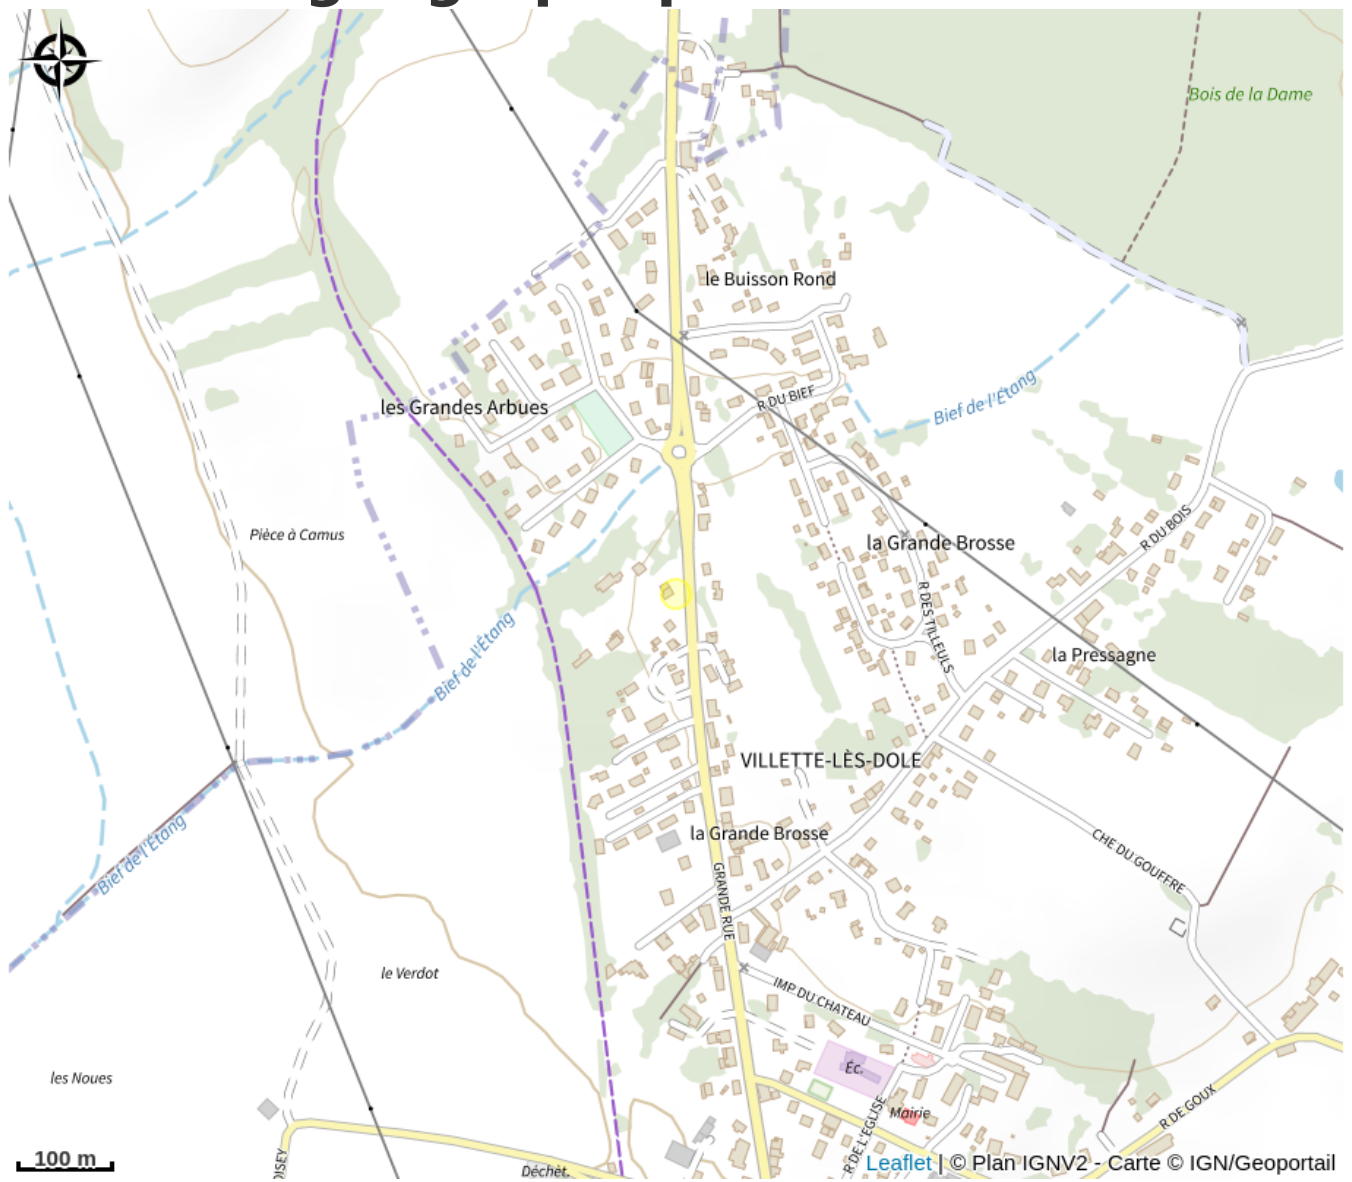 Bois de la Dame
le Buisson Rond
les Grandes Arbues
R DU BIEF
Bief de l'Étang
Pièce à Camus
la Grande Brosse
R DU BOIS
R DES TILLEULS
Bief de l'Étang
la Pressagne
VILLETTE-LÈS-DOLE
la Grande Brosse
Bief de l'Étang
CHE DU GOUFFRE
GRANDE RUE
le Verdot
IMP DU CHATEAU
Éc.
les Noues
Mairie
R DE GOUX
R DE L'EGLISE
OISEY
100 m
Déchèt.
Leaflet | © Plan IGNV2 - Carte © IGN/Geoportail